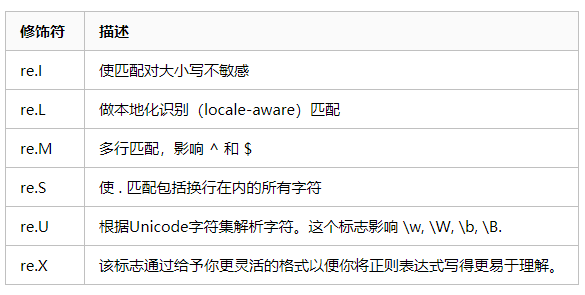 修饰符 描述
re.I 使匹配对大小写不敏感
re.L 做本地化识别（locale-aware）匹配
re.M 多行匹配，影响 ^ 和 $
re.S 使 . 匹配包括换行在内的所有字符
re.U 根据Unicode字符集解析字符。这个标志影响 \w, \W, \b, \B.
re.X 该标志通过给予你更灵活的格式以便你将正则表达式写得更易于理解。